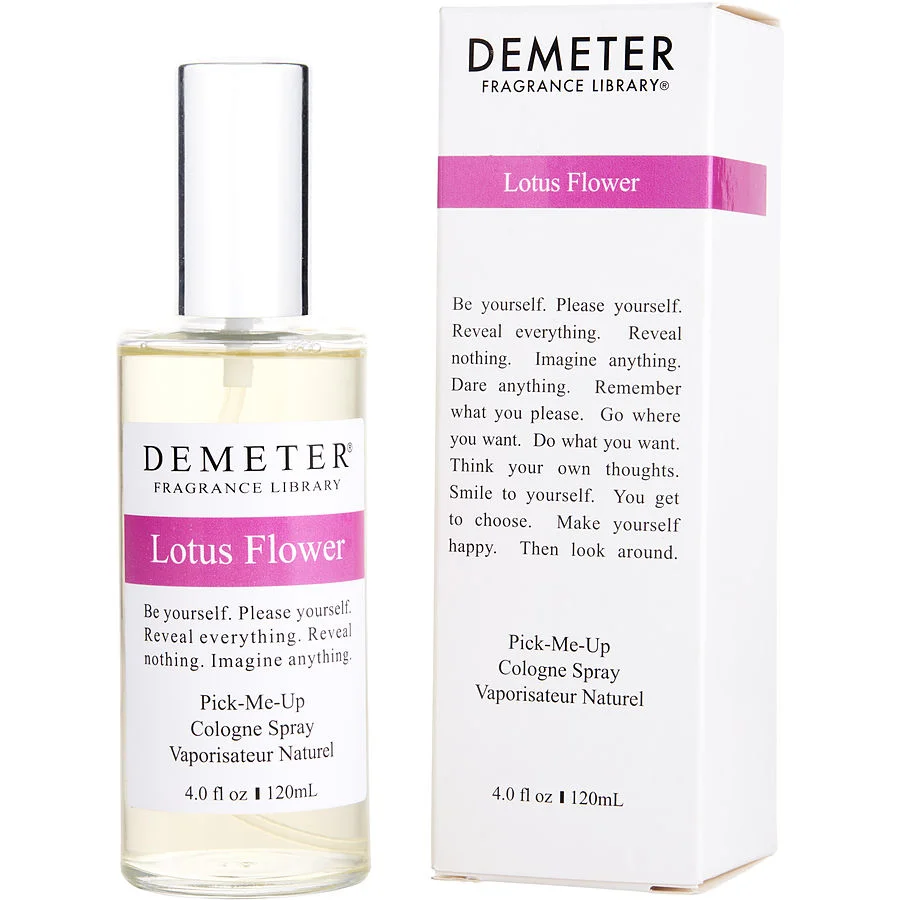 DEMETER®
FRAGRANCE LIBRARY
Lotus Flower
Be yourself. Please yourself.
Reveal everything. Reveal
nothing. Imagine anything.
Pick-Me-Up
Cologne Spray
Vaporisateur Naturel
4.0 fl oz ▌120mL
DEMETER
FRAGRANCE LIBRARY®
Lotus Flower
Be yourself. Please yourself.
Reveal everything. Reveal
nothing. Imagine anything.
Dare anything. Remember
what you please. Go where
you want. Do what you want.
Think your own thoughts.
Smile to yourself. You get
to choose. Make yourself
happy. Then look around.
Pick-Me-Up
Cologne Spray
Vaporisateur Naturel
4.0 fl oz ▌120mL